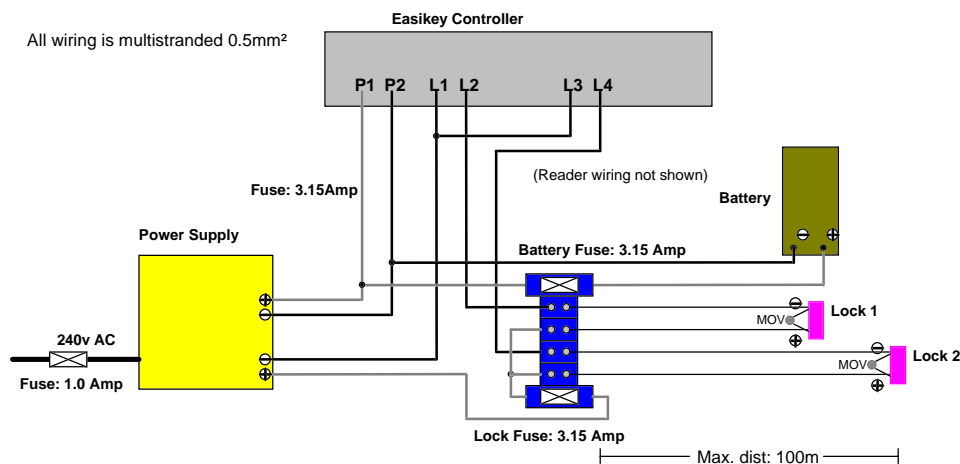 Easikey Controller
All wiring is multistranded 0.5mm²
P1 P2 L1 L2 L3 L4
(Reader wiring not shown)
Fuse: 3.15Amp
Battery
Power Supply
Battery Fuse: 3.15 Amp
240v AC
Fuse: 1.0 Amp
MOV
Lock 1
MOV
Lock 2
Lock Fuse: 3.15 Amp
Max. dist: 100m